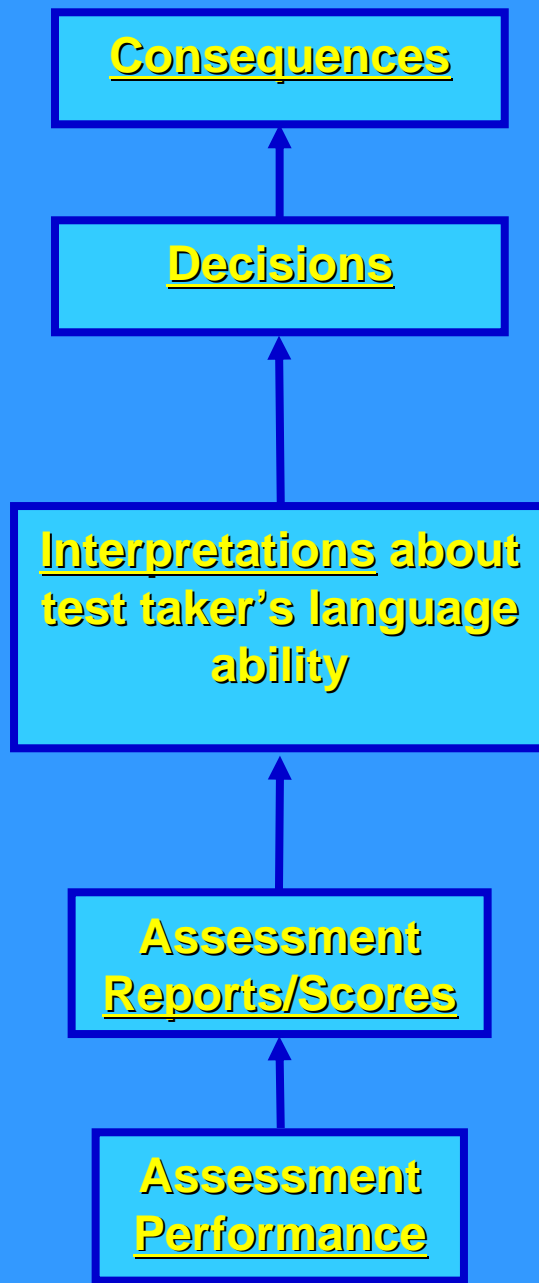 Consequences
Decisions
Interpretations about
test taker’s language
ability
Assessment
Reports/Scores
Assessment
Performance